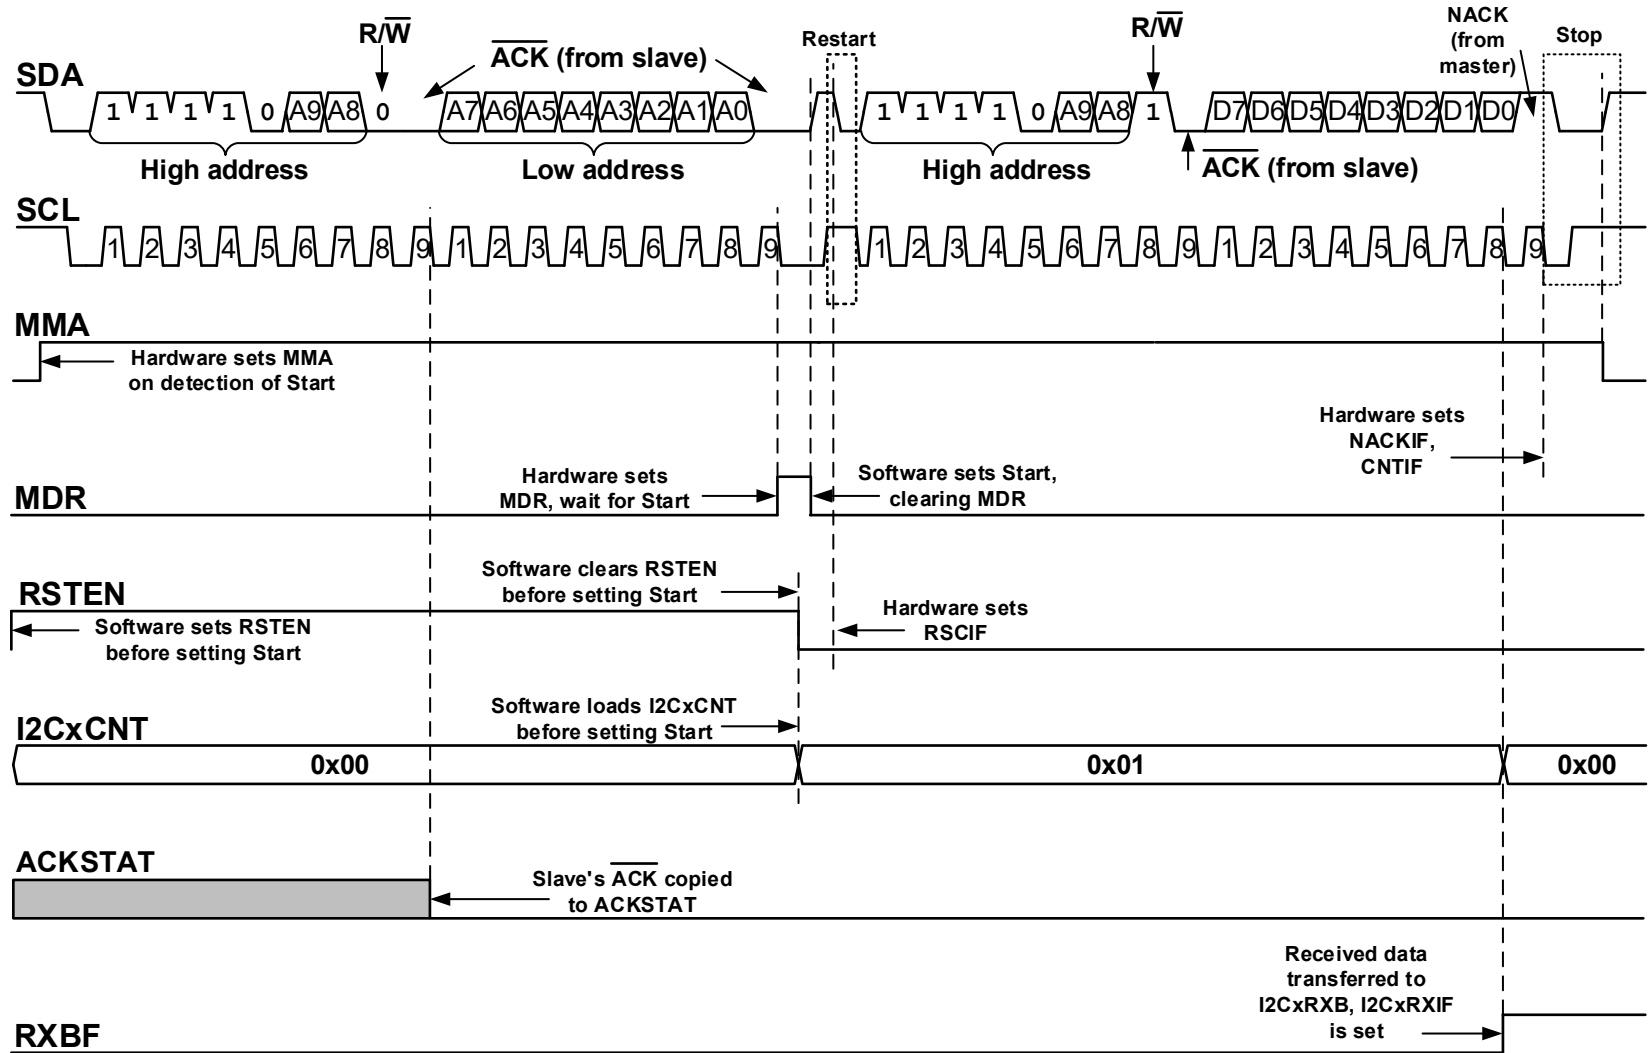 R/W̅
A̅C̅K̅ (from slave)
Restart
R/W̅
NACK
(from
master)
Stop
SDA
1 1 1 1 0 A9 A8 0 A7 A6 A5 A4 A3 A2 A1 A0 1 1 1 1 0 A9 A8 1 D7 D6 D5 D4 D3 D2 D1 D0
High address
Low address
High address
A̅C̅K̅ (from slave)
SCL
1 2 3 4 5 6 7 8 9 1 2 3 4 5 6 7 8 9 1 2 3 4 5 6 7 8 9 1 2 3 4 5 6 7 8 9
MMA
Hardware sets MMA
on detection of Start
Hardware sets
NACKIF,
CNTIF
MDR
Hardware sets
MDR, wait for Start
Software sets Start,
clearing MDR
RSTEN
Software sets RSTEN
before setting Start
Software clears RSTEN
before setting Start
Hardware sets
RSCIF
I2CxCNT
Software loads I2CxCNT
before setting Start
0x00 0x01 0x00
ACKSTAT
Slave's A̅C̅K̅ copied
to ACKSTAT
Received data
transferred to
I2CxRXB, I2CxRXIF
is set
RXBF